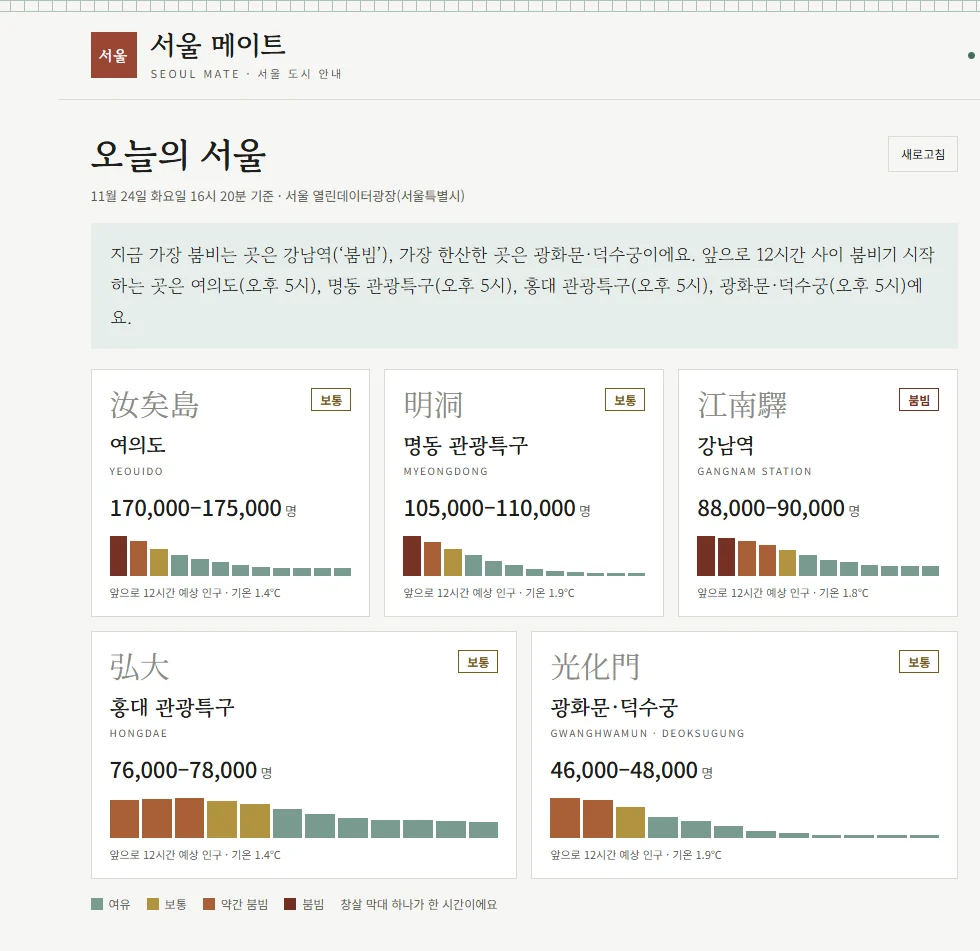 서울
서울 메이트
SEOUL MATE · 서울 도시 안내
오늘의 서울
새로고침
11월 24일 화요일 16시 20분 기준 · 서울 열린데이터광장(서울특별시)
지금 가장 붐비는 곳은 강남역(‘붐빔’), 가장 한산한 곳은 광화문·덕수궁이에요. 앞으로 12시간 사이 붐비기 시작
하는 곳은 여의도(오후 5시), 명동 관광특구(오후 5시), 홍대 관광특구(오후 5시), 광화문·덕수궁(오후 5시)예
요.
汝矣島
보통
여의도
YEOUIDO
170,000–175,000 명
앞으로 12시간 예상 인구 · 기온 1.4°C
明洞
보통
명동 관광특구
MYEONGDONG
105,000–110,000 명
앞으로 12시간 예상 인구 · 기온 1.9°C
江南驛
붐빔
강남역
GANGNAM STATION
88,000–90,000 명
앞으로 12시간 예상 인구 · 기온 1.8°C
弘大
보통
홍대 관광특구
HONGDAE
76,000–78,000 명
앞으로 12시간 예상 인구 · 기온 1.4°C
光化門
보통
광화문·덕수궁
GWANGHWAMUN · DEOKSUGUNG
46,000–48,000 명
앞으로 12시간 예상 인구 · 기온 1.9°C
여유 보통 약간 붐빔 붐빔 창살 막대 하나가 한 시간이에요